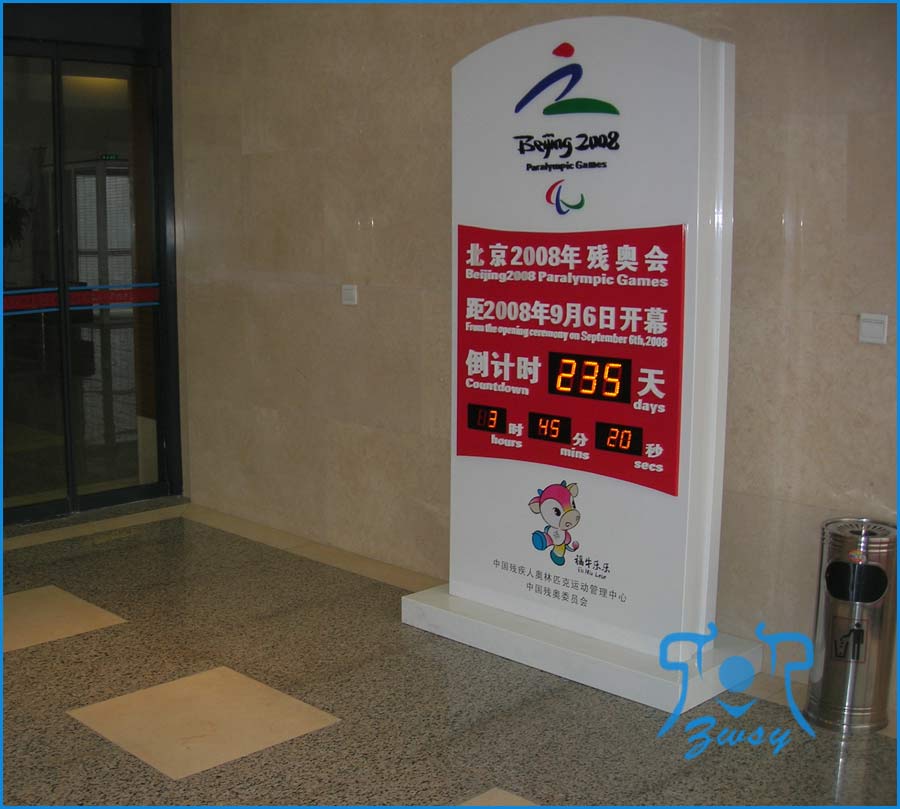 Beijing 2008
Paralympic Games
北京2008年残奥会
Beijing2008 Paralympic Games
距2008年9月6日开幕
From the opening ceremony on September 6th,2008
倒计时 235 天
Countdown days
3 时 45 分 20 秒
hours mins secs
福牛乐乐
Fu Niu Lele
中国残疾人奥林匹克运动管理中心
中国残奥委员会
Zwsy